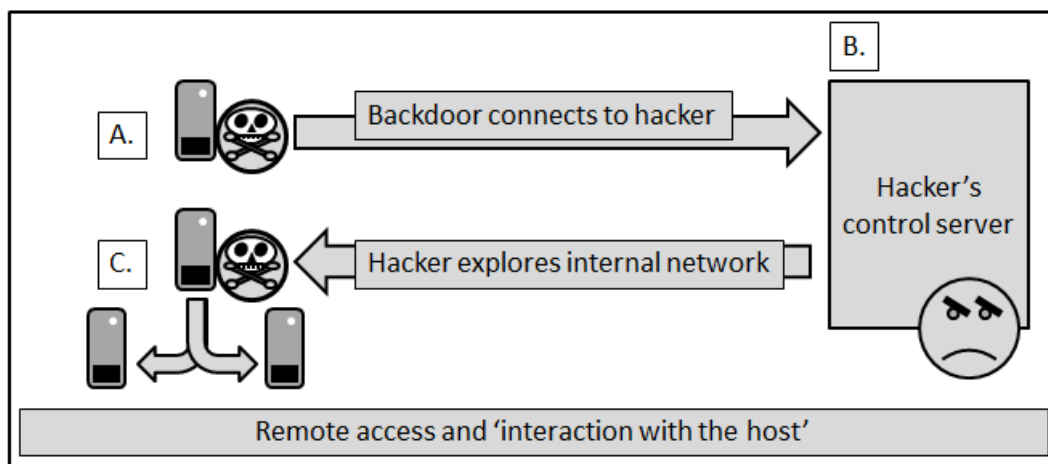 B.
A.
Backdoor connects to hacker
Hacker's
control server
C.
Hacker explores internal network
Remote access and ‘interaction with the host’